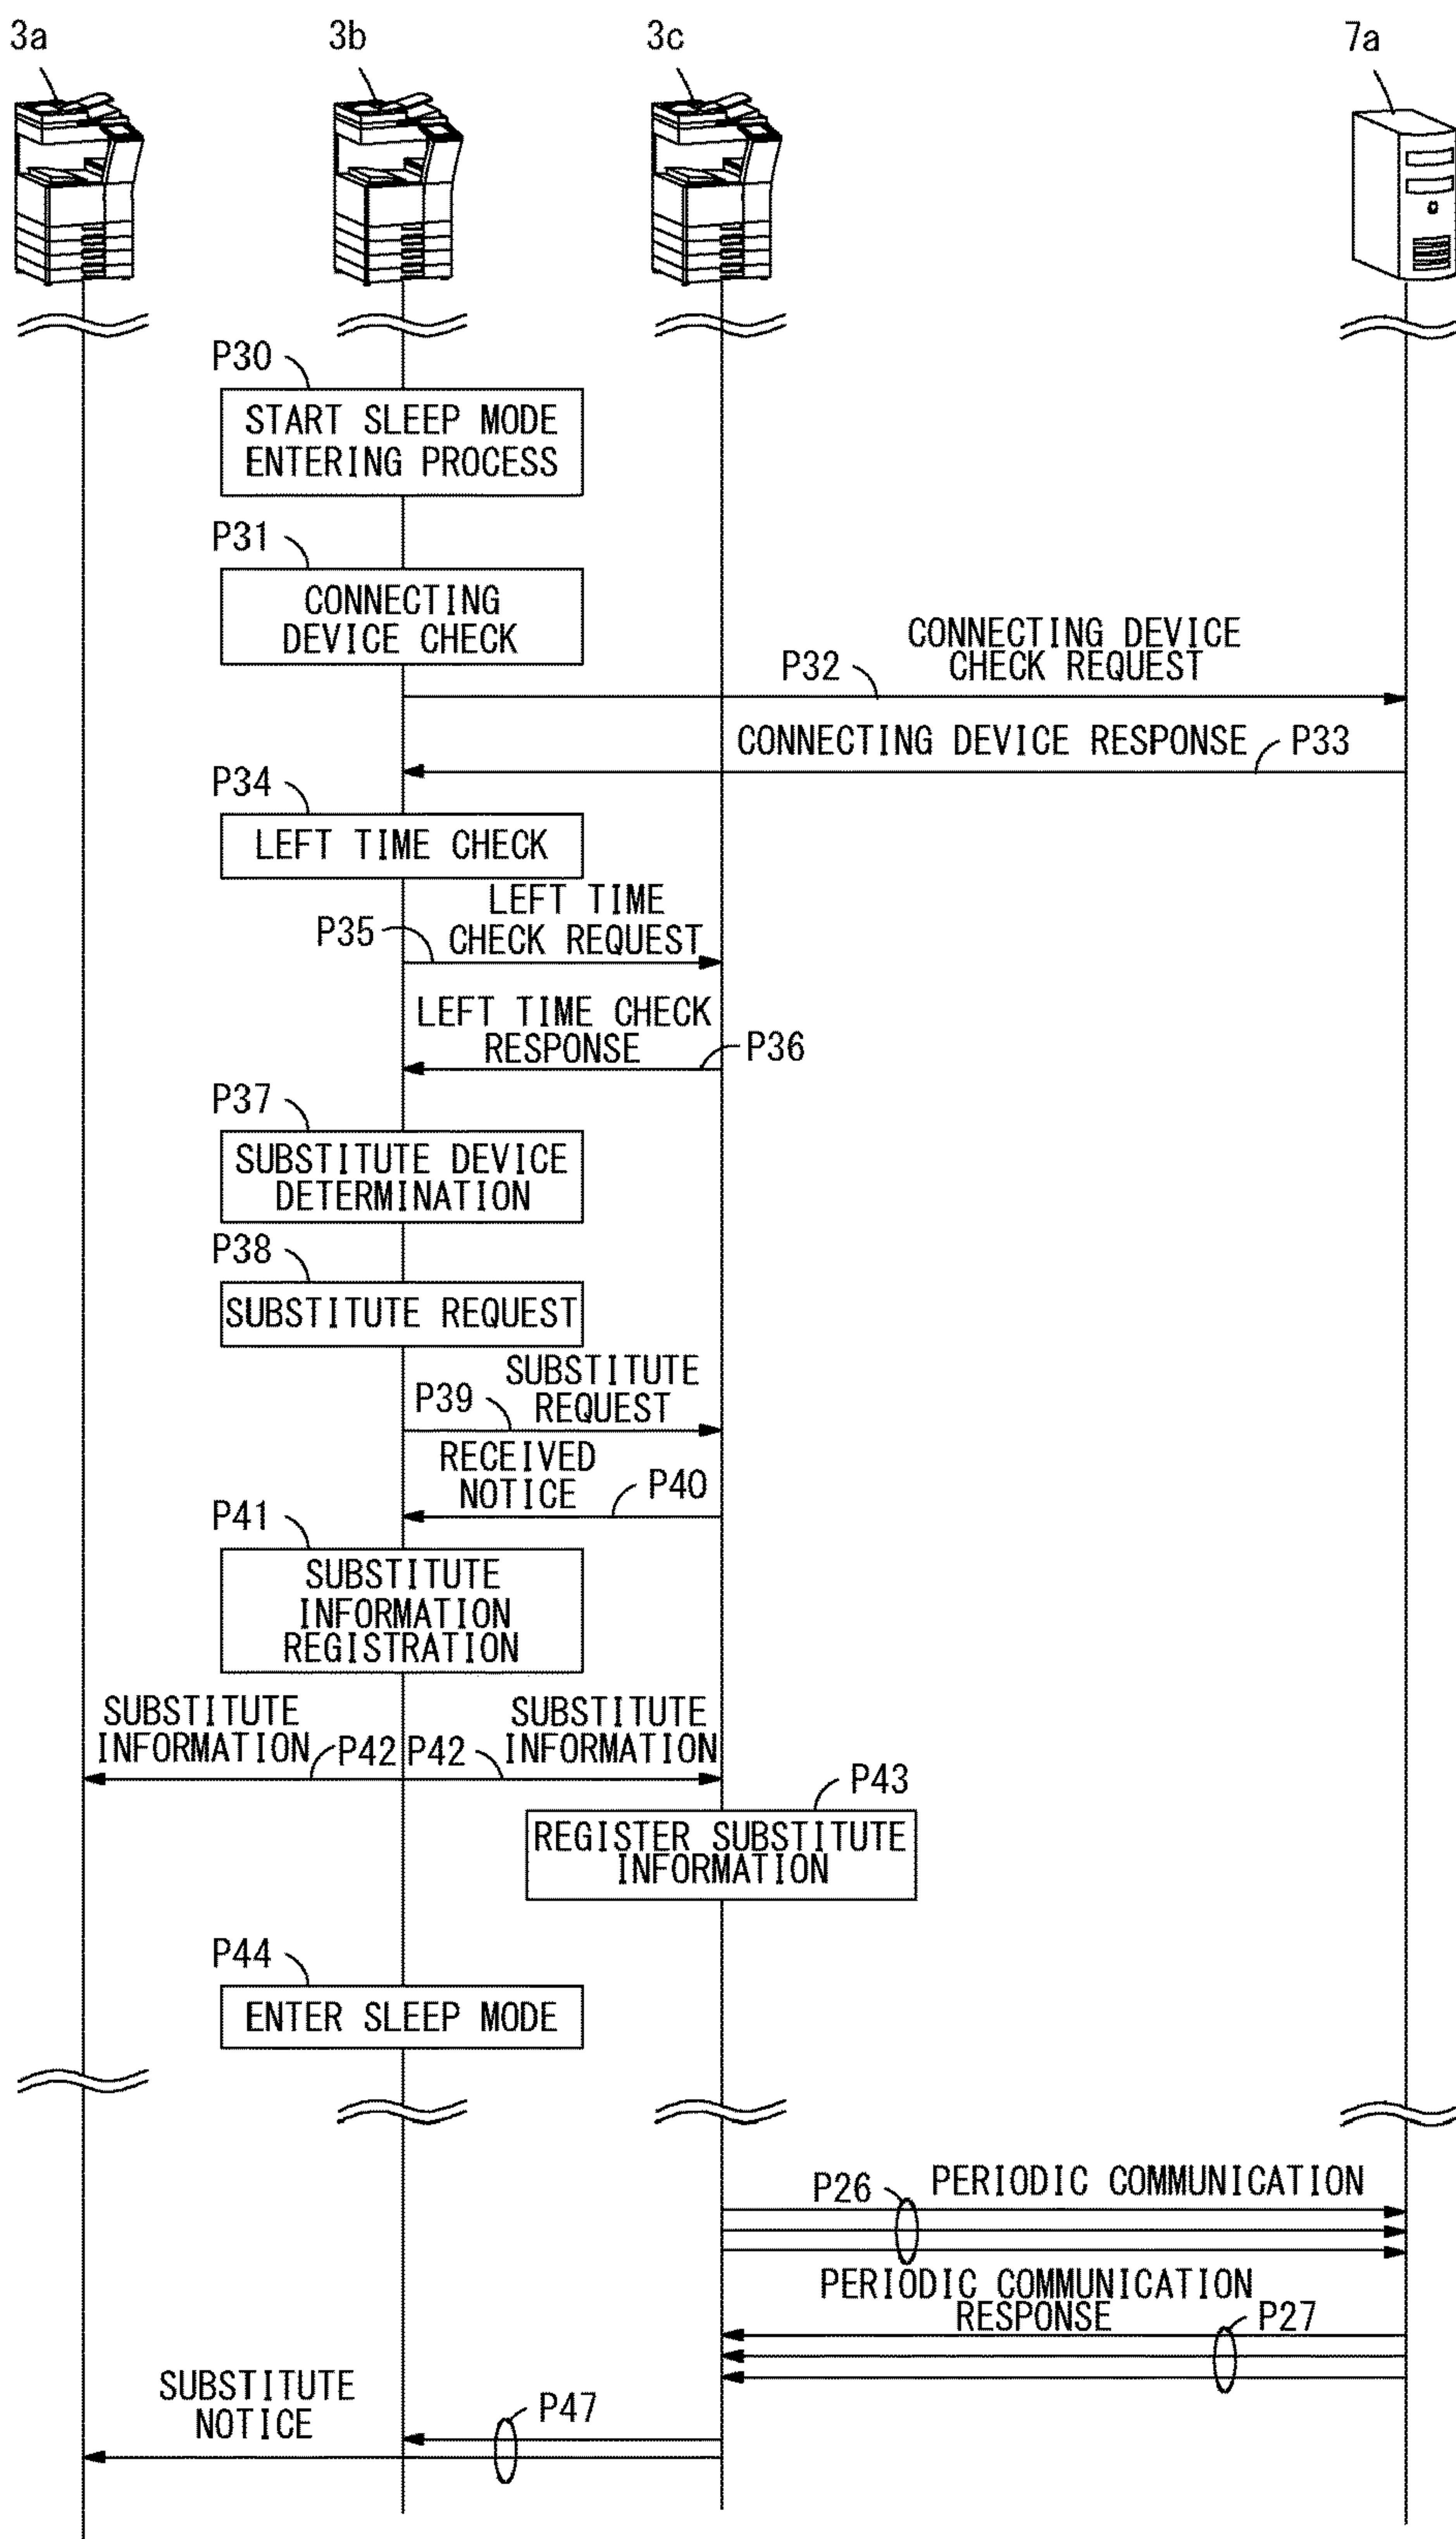 3a
3b
3c
7a
P30
START SLEEP MODE
ENTERING PROCESS
P31
CONNECTING
DEVICE CHECK
CONNECTING DEVICE
CHECK REQUEST
P32
CONNECTING DEVICE RESPONSE
P33
P34
LEFT TIME CHECK
LEFT TIME
CHECK REQUEST
P35
LEFT TIME CHECK
RESPONSE
P36
P37
SUBSTITUTE DEVICE
DETERMINATION
P38
SUBSTITUTE REQUEST
SUBSTITUTE
REQUEST
P39
RECEIVED
NOTICE
P40
P41
SUBSTITUTE
INFORMATION
REGISTRATION
SUBSTITUTE
INFORMATION
P42
P42
SUBSTITUTE
INFORMATION
P43
REGISTER SUBSTITUTE
INFORMATION
P44
ENTER SLEEP MODE
P26
PERIODIC COMMUNICATION
PERIODIC COMMUNICATION
RESPONSE
P27
SUBSTITUTE
NOTICE
P47